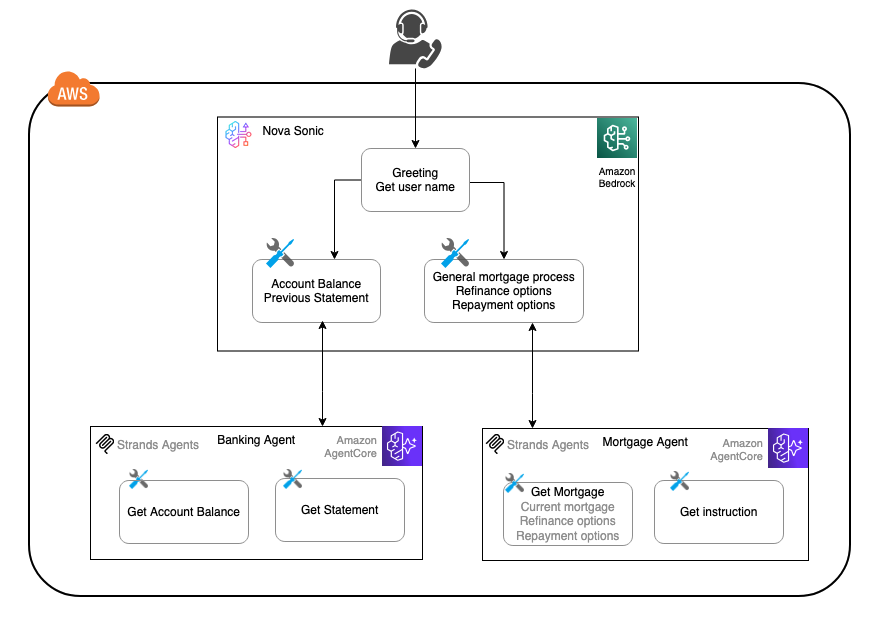 AWS
Nova Sonic
Amazon
Bedrock
Greeting
Get user name
Account Balance
Previous Statement
General mortgage process
Refinance options
Repayment options
Strands Agents
Banking Agent
Amazon
AgentCore
Get Account Balance
Get Statement
Strands Agents
Mortgage Agent
Amazon
AgentCore
Get Mortgage
Current mortgage
Refinance options
Repayment options
Get instruction